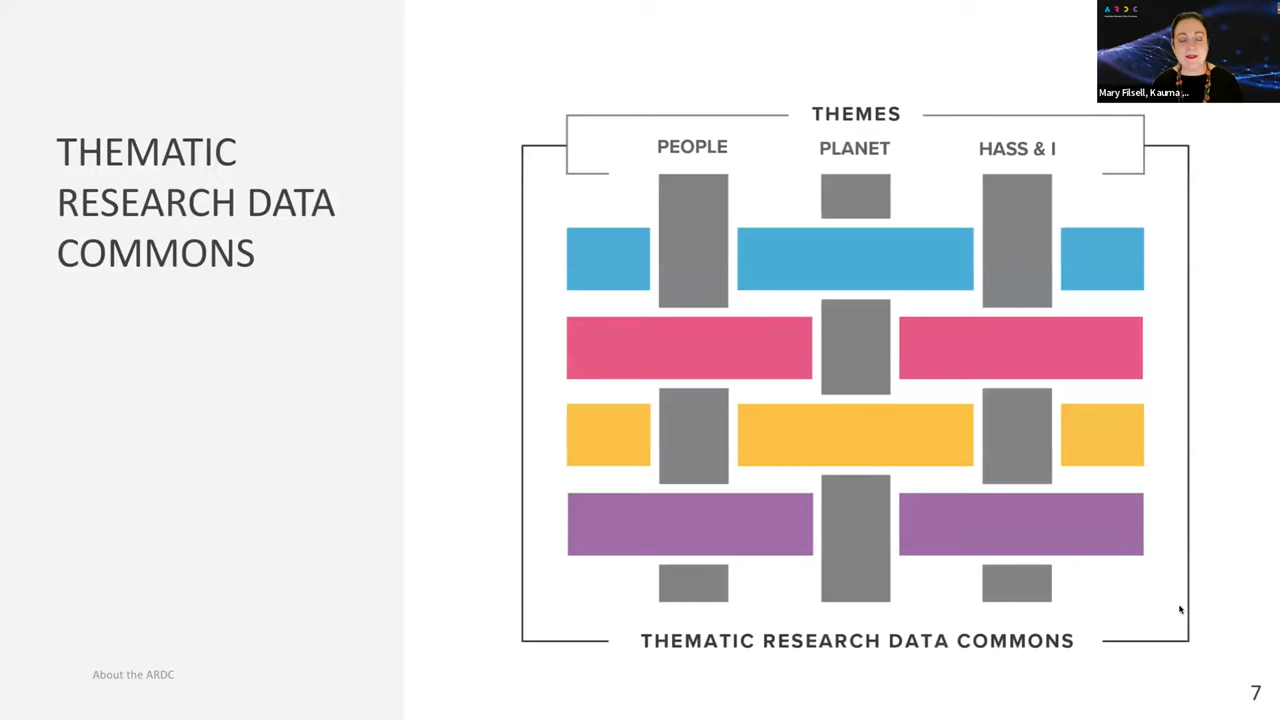 THEMATIC
RESEARCH DATA
COMMONS
About the ARDC
THEMES
PEOPLE
PLANET
HASS & I
THEMATIC RESEARCH DATA COMMONS
7
A R D C
Mary Filsell, Kaurna ...